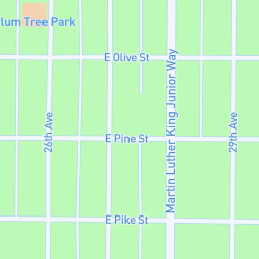 lum Tree Park
E Olive St
Martin Luther King Junior Way
26th Ave
29th Ave
E Pine St
E Pike St